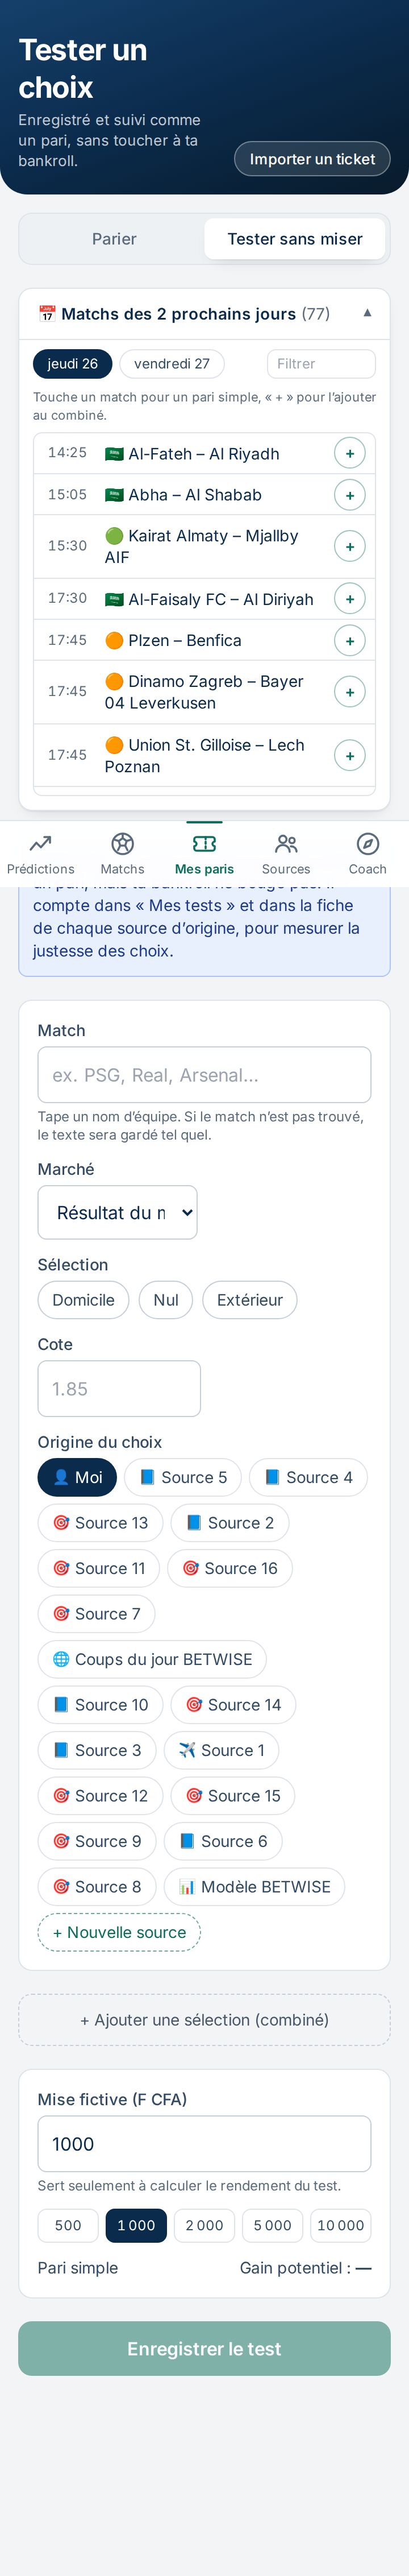 Tester un
choix
Enregistré et suivi comme
un pari, sans toucher à ta
bankroll.
Importer un ticket
Parier
Tester sans miser
Matchs des 2 prochains jours (77)
jeudi 26
vendredi 27
Filtrer
Touche un match pour un pari simple, « + » pour l’ajouter
au combiné.
14:25 Al-Fateh – Al Riyadh +
15:05 Abha – Al Shabab +
15:30 Kairat Almaty – Mjallby
AIF +
17:30 Al-Faisaly FC – Al Diriyah +
17:45 Plzen – Benfica +
17:45 Dinamo Zagreb – Bayer
04 Leverkusen +
17:45 Union St. Gilloise – Lech
Poznan +
Prédictions
Matchs
Mes paris
Sources
Coach
compte dans « Mes tests » et dans la fiche
de chaque source d’origine, pour mesurer la
justesse des choix.
Match
ex. PSG, Real, Arsenal…
Tape un nom d’équipe. Si le match n’est pas trouvé,
le texte sera gardé tel quel.
Marché
Résultat du
Sélection
Domicile
Nul
Extérieur
Cote
1.85
Origine du choix
Moi
Source 5
Source 4
Source 13
Source 2
Source 11
Source 16
Source 7
Coups du jour BETWISE
Source 10
Source 14
Source 3
Source 1
Source 12
Source 15
Source 9
Source 6
Source 8
Modèle BETWISE
+ Nouvelle source
+ Ajouter une sélection (combiné)
Mise fictive (F CFA)
1000
Sert seulement à calculer le rendement du test.
500
1 000
2 000
5 000
10 000
Pari simple
Gain potentiel : —
Enregistrer le test